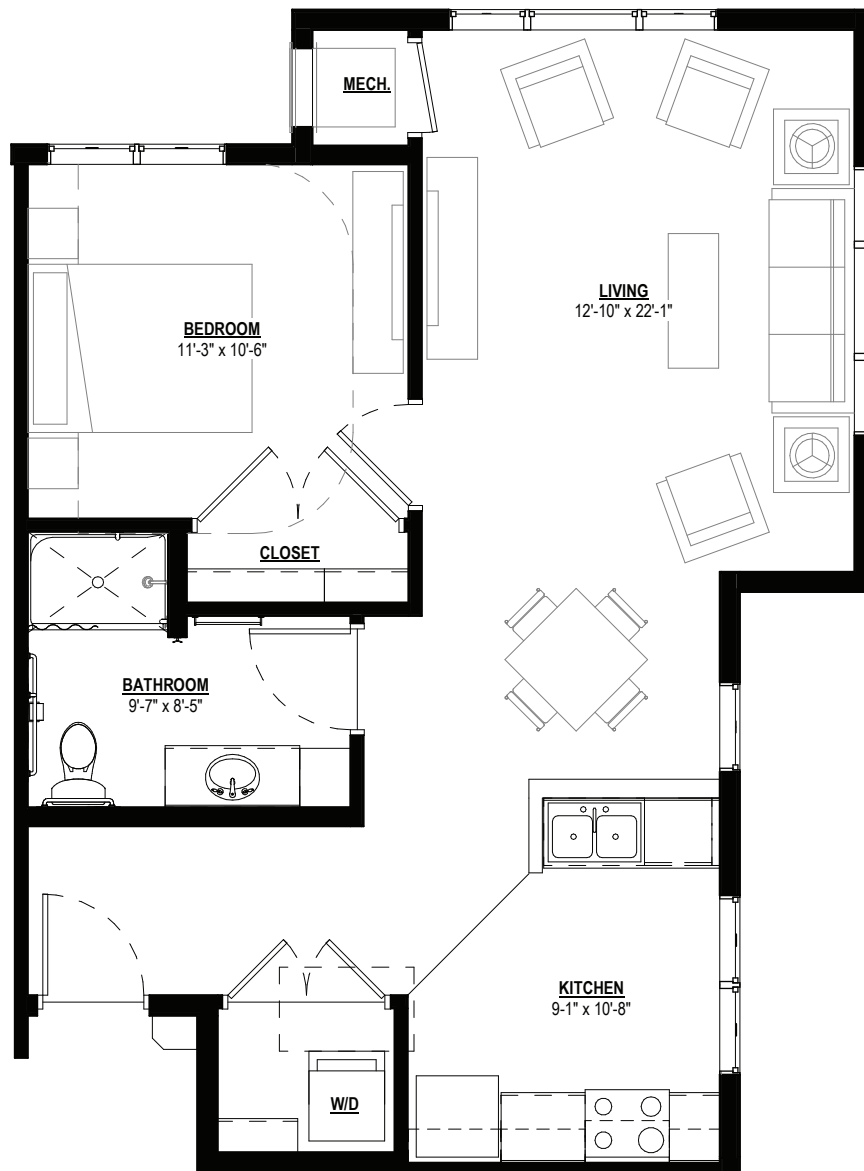 MECH.
LIVING
12'-10" x 22'-1"
BEDROOM
11'-3" x 10'-6"
CLOSET
BATHROOM
9'-7" x 8'-5"
KITCHEN
9-1" x 10'-8"
W/D